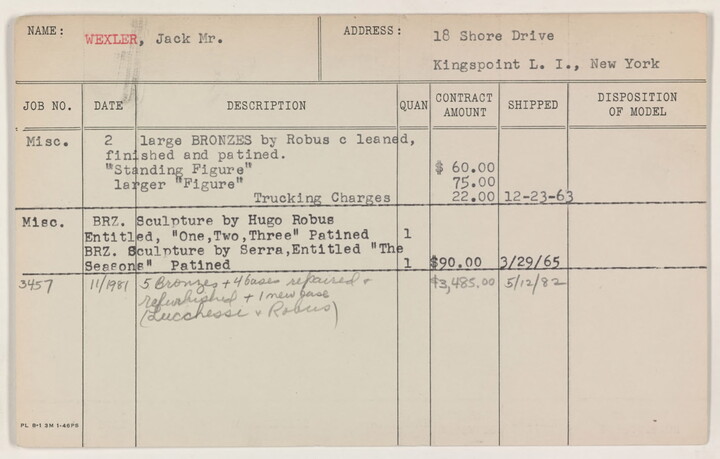 NAME: WEXLER, Jack Mr. ADDRESS: 18 Shore Drive
Kingspoint L. I., New York
JOB NO. DATE DESCRIPTION QUAN CONTRACT AMOUNT SHIPPED DISPOSITION OF MODEL
Misc. 2 large BRONZES by Robus c leaned,
finished and patined.
"Standing Figure" $ 60.00
larger "Figure" 75.00
Trucking Charges 22.00 12-23-63
Misc. BRZ. Sculpture by Hugo Robus
Entitled, "One,Two,Three" Patined 1
BRZ. Sculpture by Serra,Entitled "The
Seasons" Patined 1 $90.00 3/29/65
3457 11/1981 5 Bronzes + 4 bases repaired + $3,485.00 5/12/82
refurbished + 1 new base
(Lucchesi + Robus)
PL 8-1 3M 1-46PS